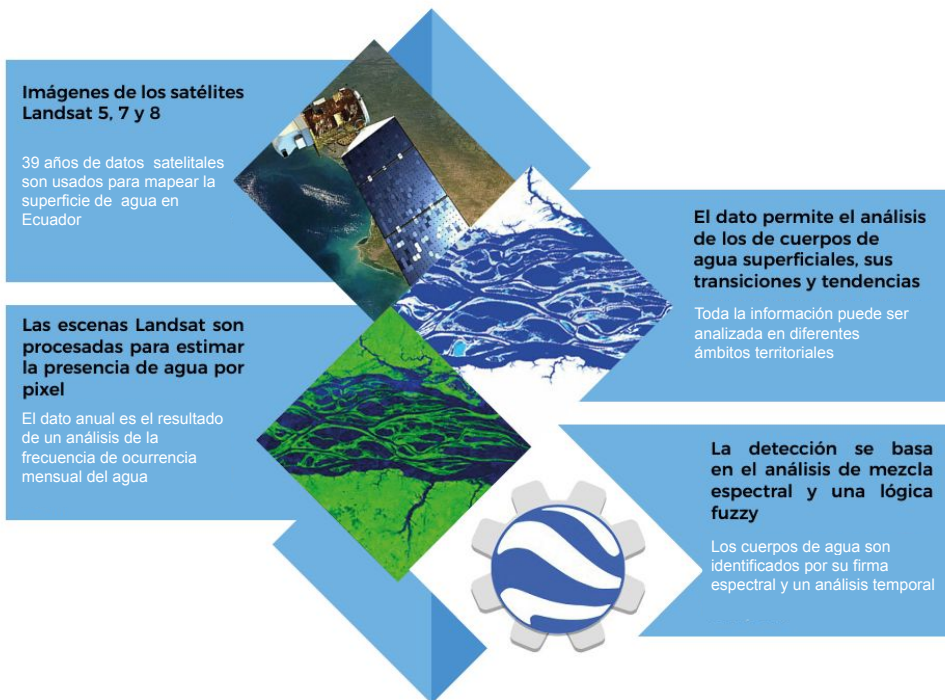 Imágenes de los satélites
Landsat 5, 7 y 8
39 años de datos satelitales
son usados para mapear la
superficie de agua en
Ecuador
El dato permite el análisis
de los de cuerpos de
agua superficiales, sus
transiciones y tendencias
Toda la información puede ser
analizada en diferentes
ámbitos territoriales
Las escenas Landsat son
procesadas para estimar
la presencia de agua por
pixel
El dato anual es el resultado
de un análisis de la
frecuencia de ocurrencia
mensual del agua
La detección se basa
en el análisis de mezcla
espectral y una lógica
fuzzy
Los cuerpos de agua son
identificados por su firma
espectral y un análisis temporal